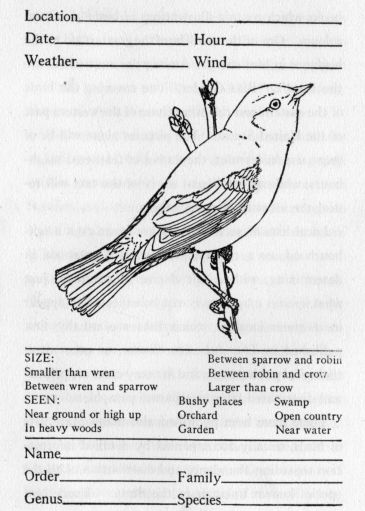 Location
Date Hour
Weather Wind
SIZE: Between sparrow and robin
Smaller than wren Between robin and crow
Between wren and sparrow Larger than crow
SEEN: Bushy places Swamp
Near ground or high up Orchard Open country
In heavy woods Garden Near water
Name
Order Family
Genus Species